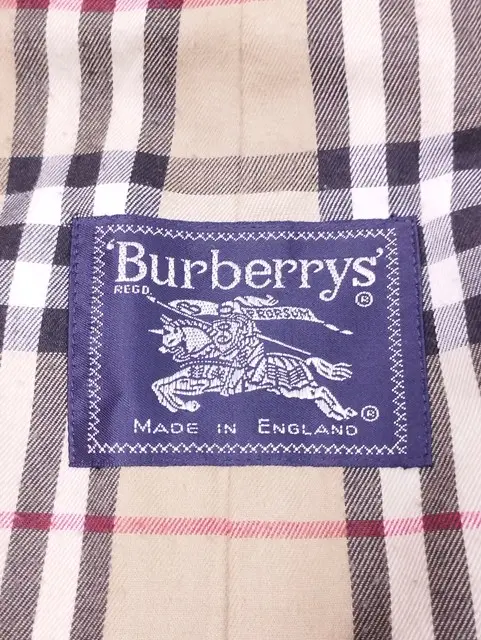 'Burberrys'
REGD. ®
PRORSUM
®
MADE IN ENGLAND